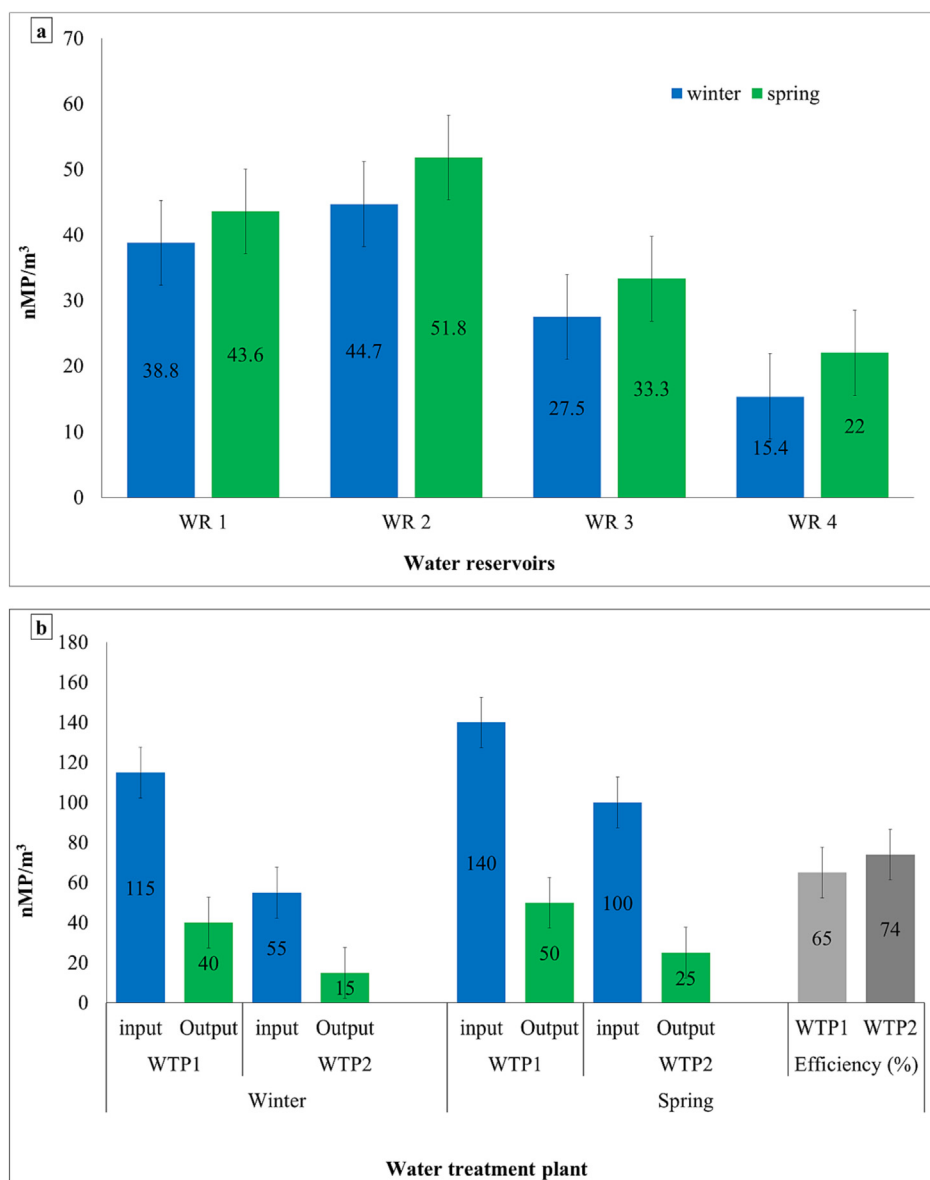 a
70
60
50
40
30
20
10
0
nMP/m³
winter spring
38.8 43.6 44.7 51.8 27.5 33.3 15.4 22
WR 1 WR 2 WR 3 WR 4
Water reservoirs
b
180
160
140
120
100
80
60
40
20
0
nMP/m³
115 40 55 15 140 50 100 25 65 74
input Output input Output input Output input Output WTP1 WTP2
WTP1 WTP2 WTP1 WTP2 Efficiency (%)
Winter Spring
Water treatment plant